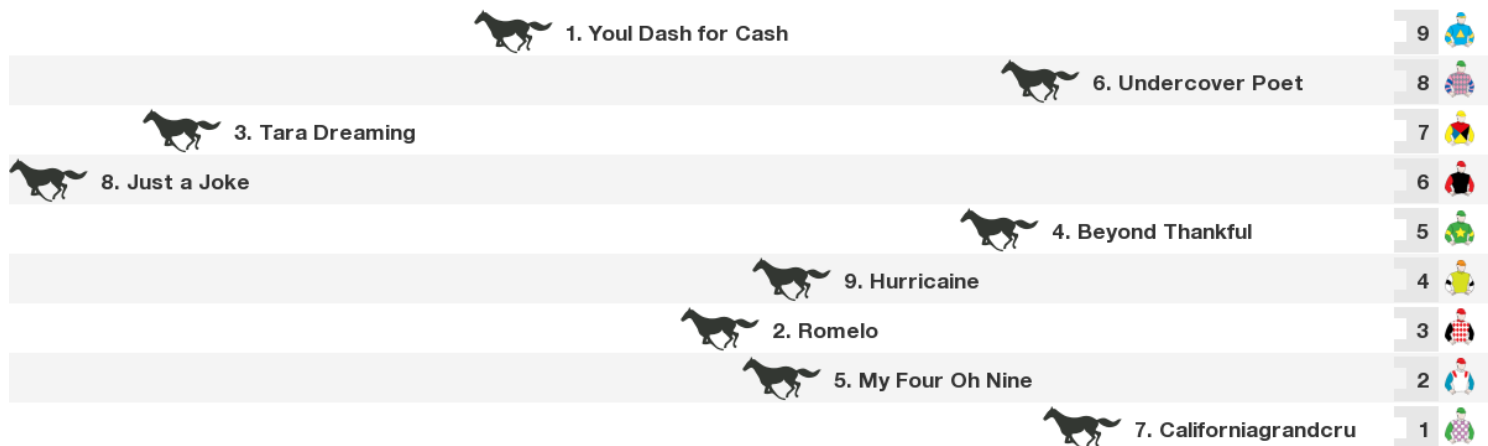 1. Youl Dash for Cash 9
6. Undercover Poet 8
3. Tara Dreaming 7
8. Just a Joke 6
4. Beyond Thankful 5
9. Hurricaine 4
2. Romelo 3
5. My Four Oh Nine 2
7. Californiagrandcru 1